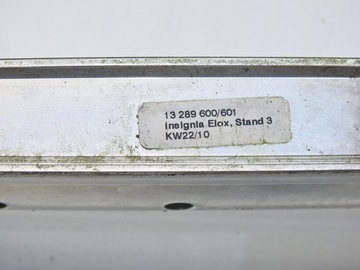 13 289 600/601
Insignia Elox, Stand 3
KW22/10